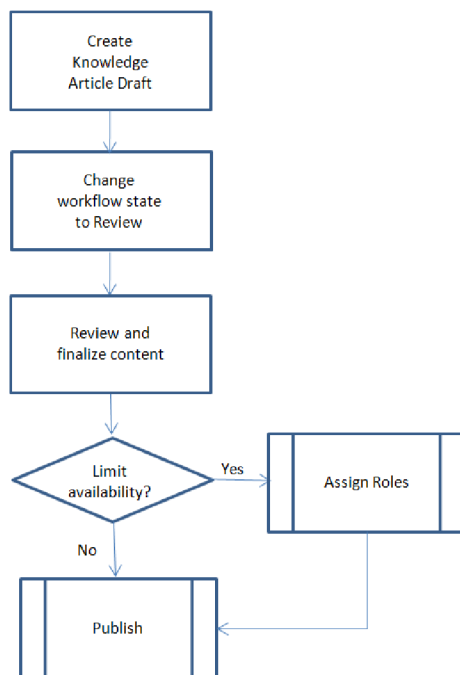 Create
Knowledge
Article Draft
Change
workflow state
to Review
Review and
finalize content
Limit
availability?
Yes
Assign Roles
No
Publish